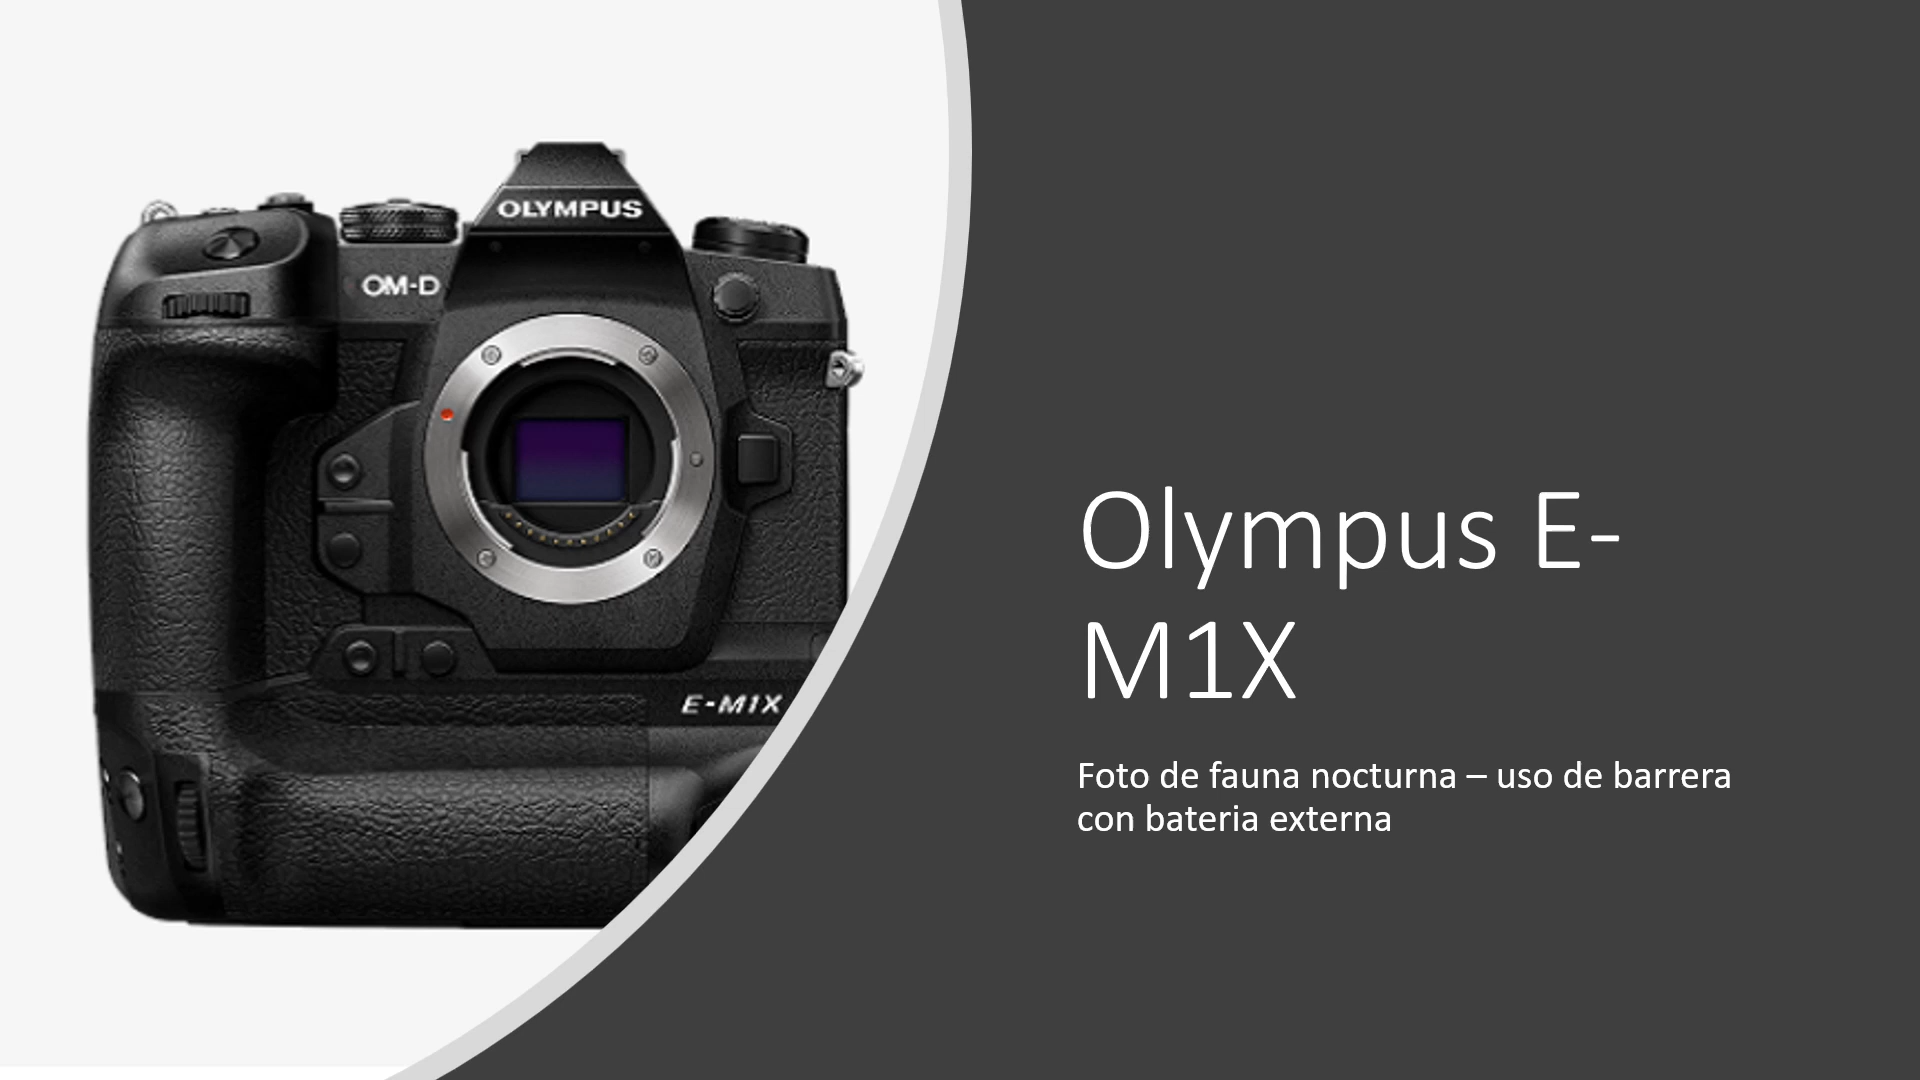 OLYMPUS
OM-D
E-M1X
Olympus E-
M1X
Foto de fauna nocturna – uso de barrera
con bateria externa